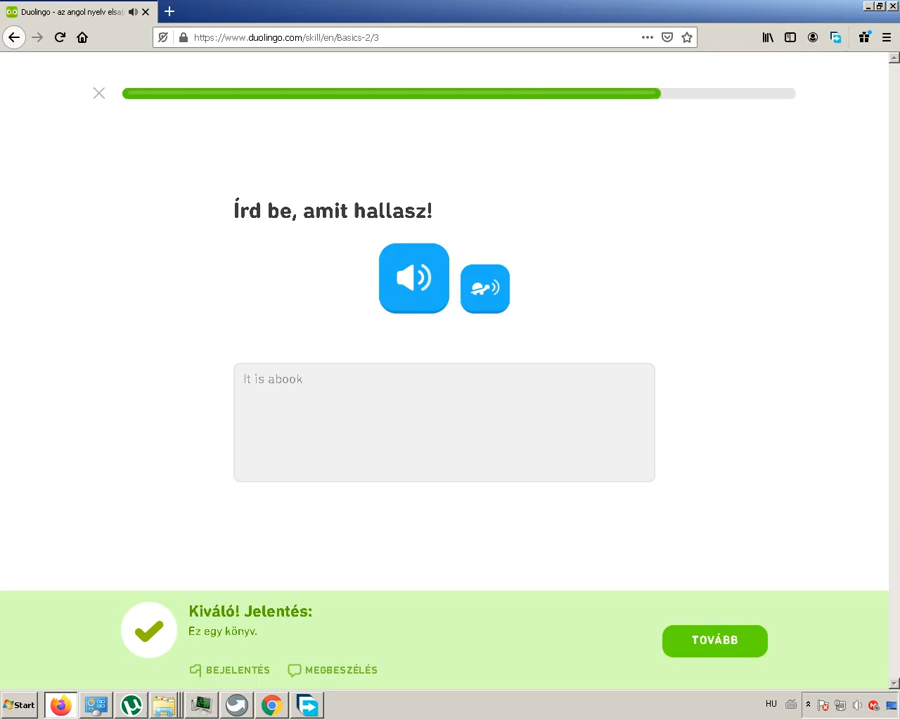 Duolingo - az angol nyelv elsa
https://www.duolingo.com/skill/en/Basics-2/3
Írd be, amit hallasz!
It is abook
Kiváló! Jelentés:
Ez egy könyv.
TOVÁBB
BEJELENTÉS MEGBESZÉLÉS
Start
HU